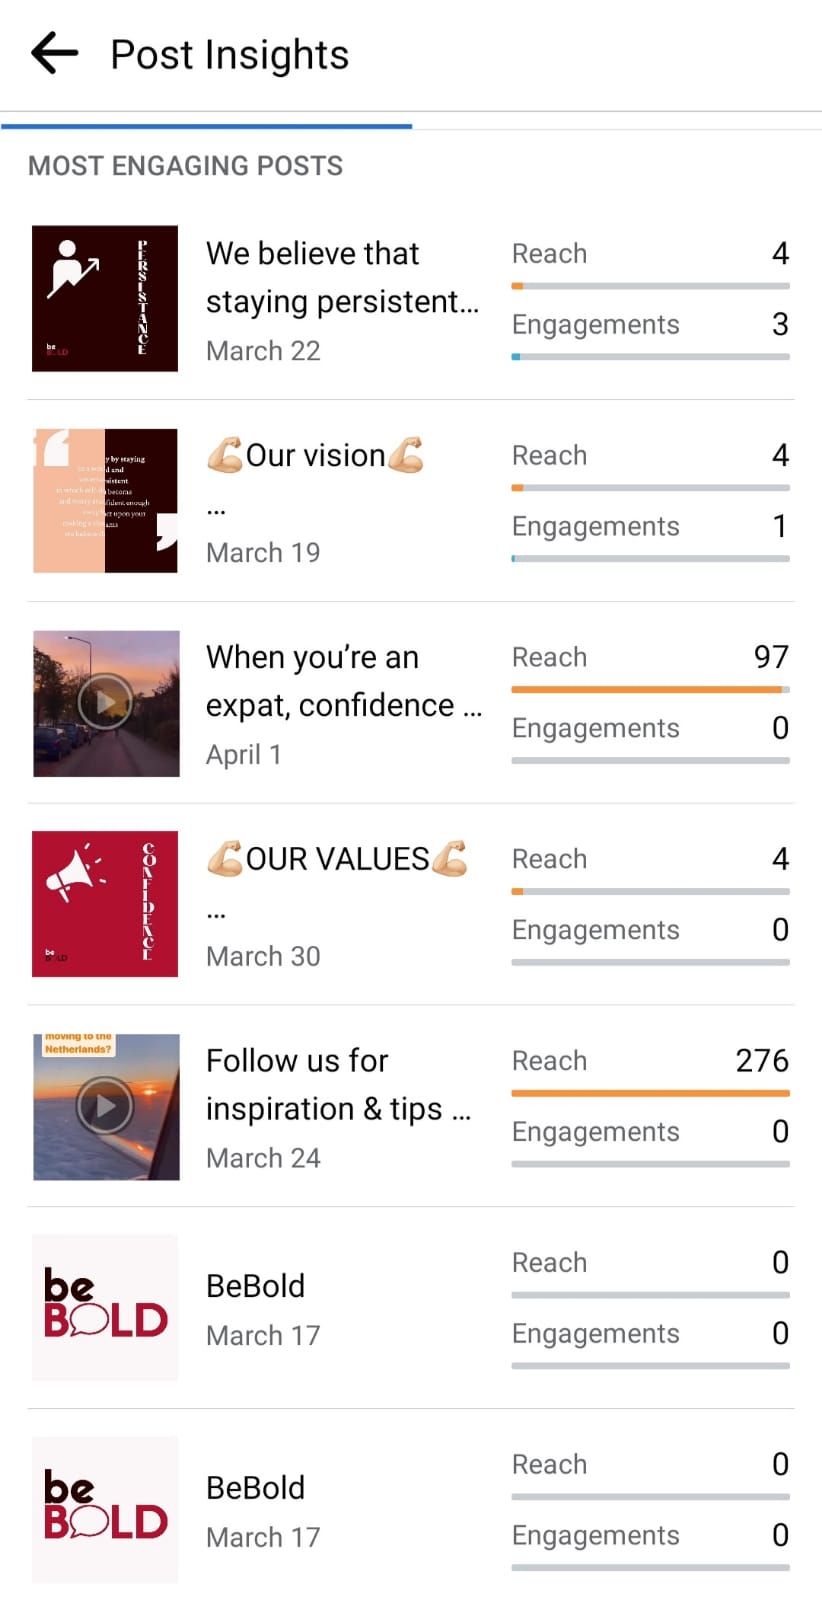 Post Insights
MOST ENGAGING POSTS
PERSISTANCE
be
BOLD
We believe that
staying persistent...
March 22
Reach 4
Engagements 3
y by staying
💪🏼Our vision💪🏼
...
March 19
Reach 4
Engagements 1
When you’re an
expat, confidence ...
April 1
Reach 97
Engagements 0
CONFIDENCE
be
BOLD
💪🏼OUR VALUES💪🏼
...
March 30
Reach 4
Engagements 0
moving to the
Netherlands?
Follow us for
inspiration & tips ...
March 24
Reach 276
Engagements 0
be
BOLD
BeBold
March 17
Reach 0
Engagements 0
be
BOLD
BeBold
March 17
Reach 0
Engagements 0